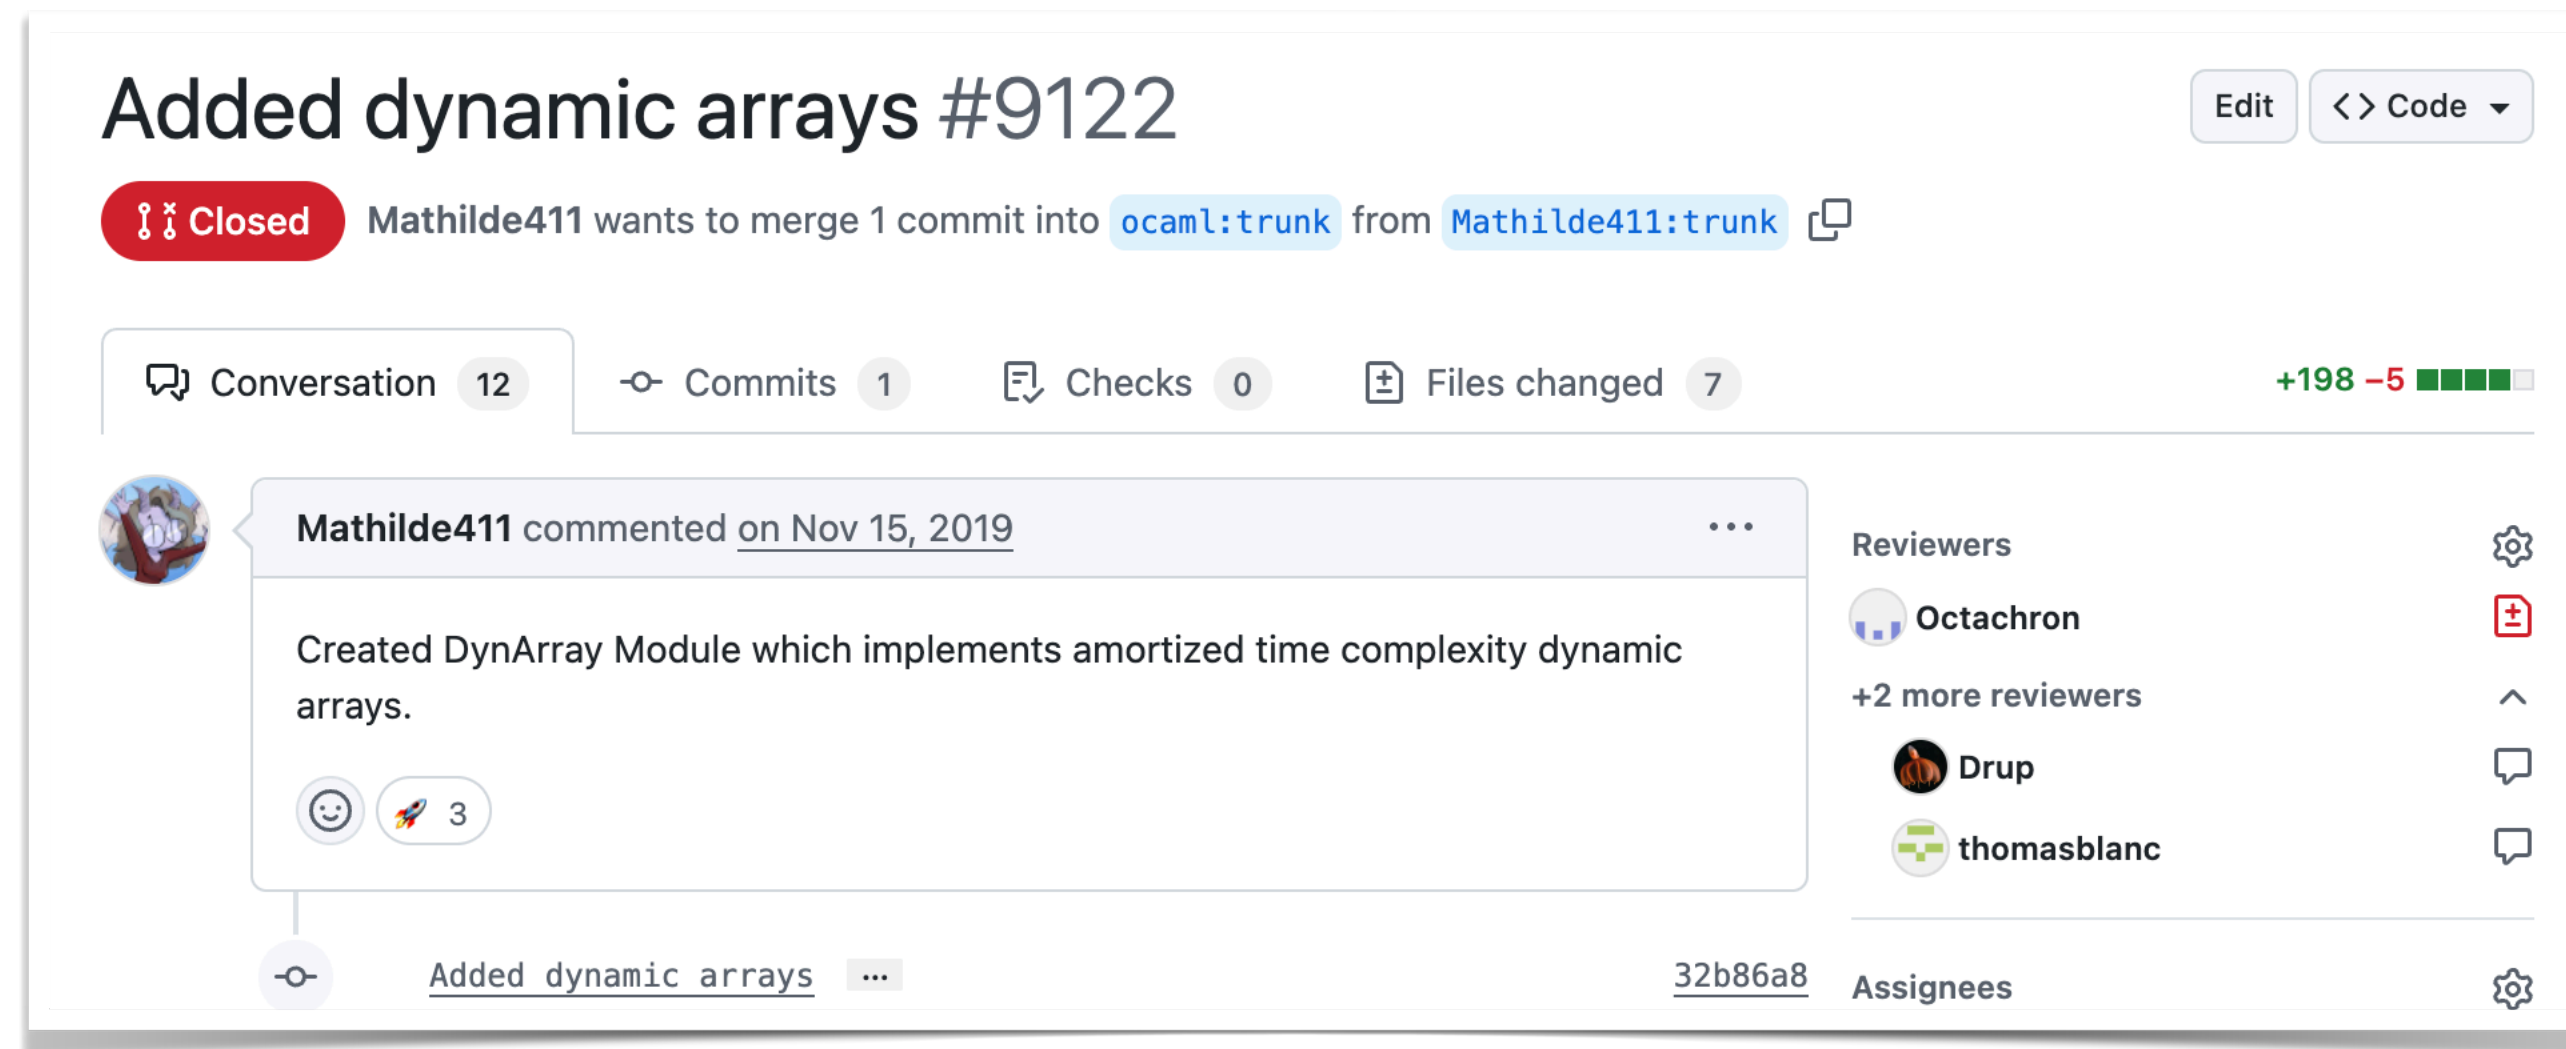 Added dynamic arrays #9122
Edit
<> Code
Closed
Mathilde411 wants to merge 1 commit into ocaml:trunk from Mathilde411:trunk
Conversation 12
Commits 1
Checks 0
Files changed 7
+198 −5
Mathilde411 commented on Nov 15, 2019
...
Created DynArray Module which implements amortized time complexity dynamic
arrays.
🚀 3
Added dynamic arrays ...
32b86a8
Reviewers
Octachron
+2 more reviewers
Drup
thomasblanc
Assignees